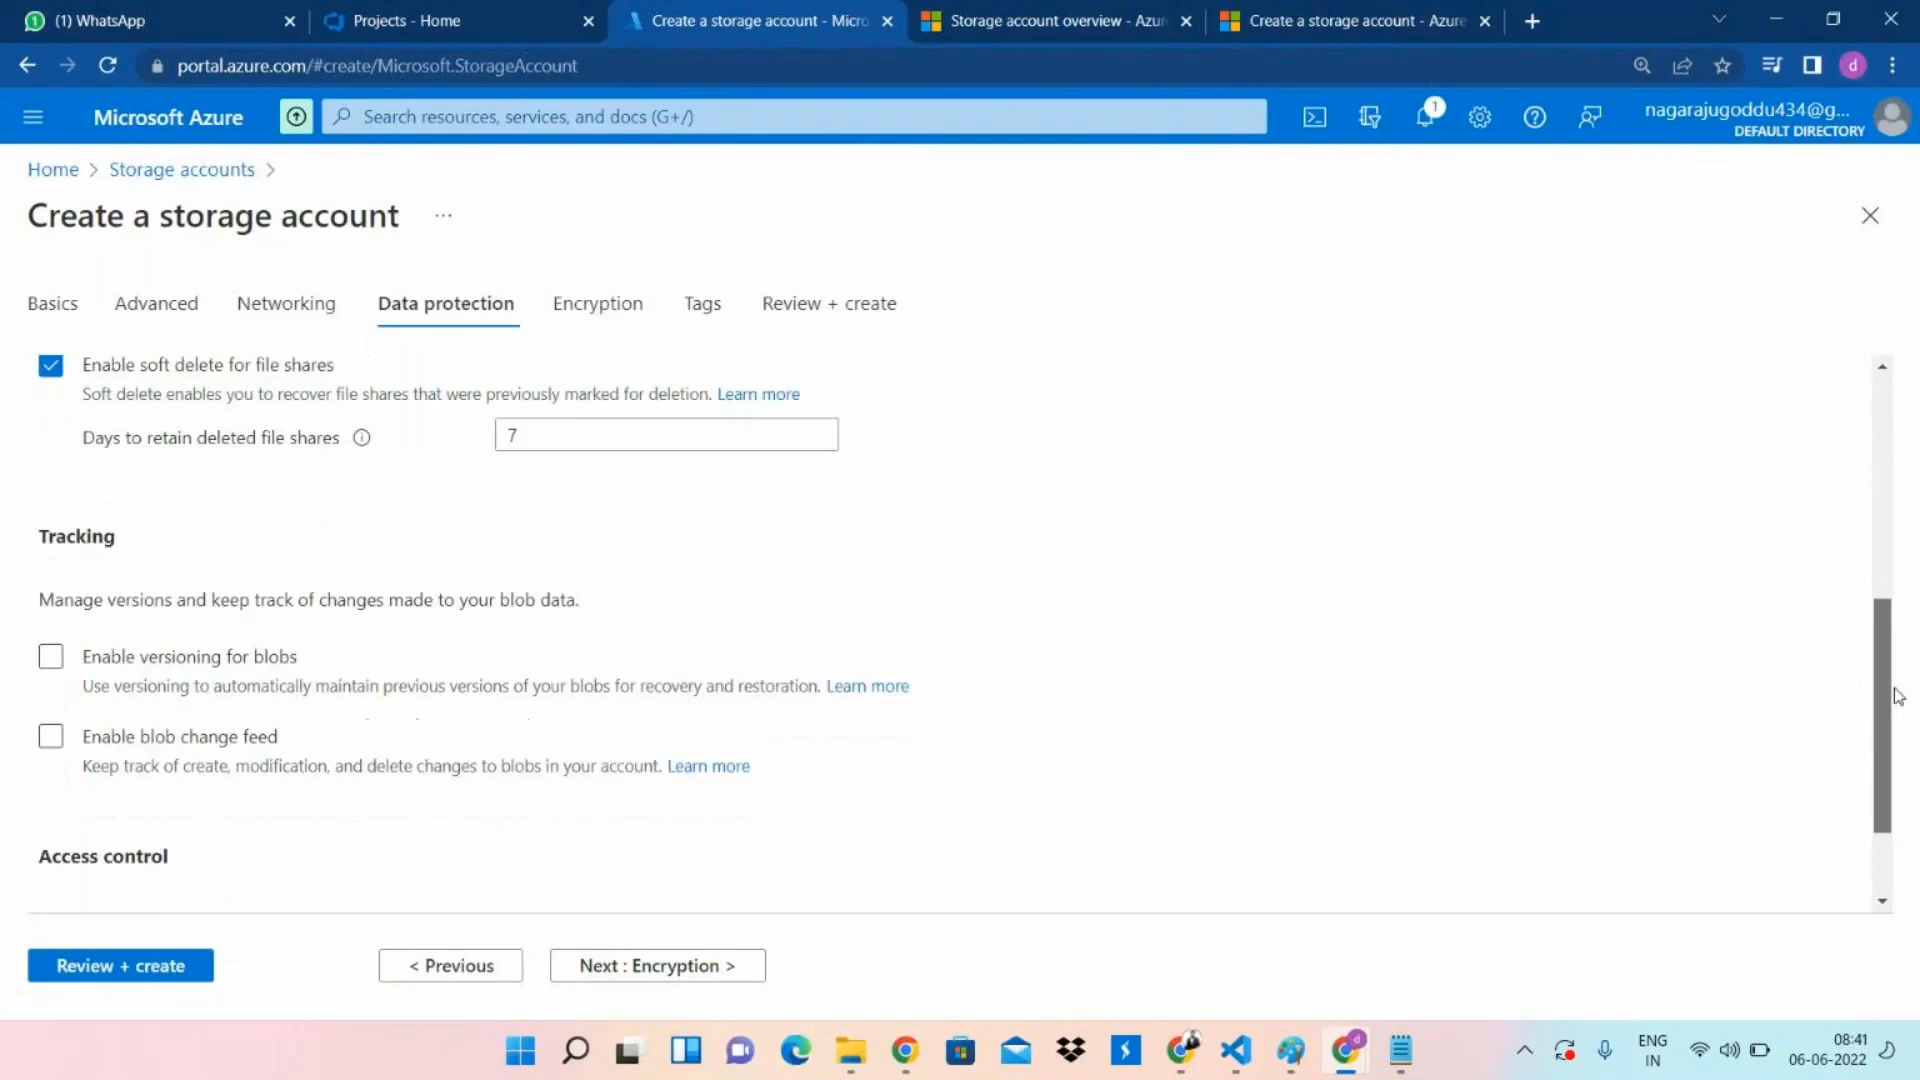 (1) WhatsApp
Projects - Home
Create a storage account - Micro
Storage account overview - Azur
Create a storage account - Azure
portal.azure.com/#create/Microsoft.StorageAccount
d
Microsoft Azure
Search resources, services, and docs (G+/)
1
nagarajugoddu434@g...
DEFAULT DIRECTORY
Home > Storage accounts >
Create a storage account ...
Basics Advanced Networking Data protection Encryption Tags Review + create
Enable soft delete for file shares
Soft delete enables you to recover file shares that were previously marked for deletion. Learn more
Days to retain deleted file shares 7
Tracking
Manage versions and keep track of changes made to your blob data.
Enable versioning for blobs
Use versioning to automatically maintain previous versions of your blobs for recovery and restoration. Learn more
Enable blob change feed
Keep track of create, modification, and delete changes to blobs in your account. Learn more
Access control
Review + create
< Previous
Next : Encryption >
ENG
IN
08:41
06-06-2022